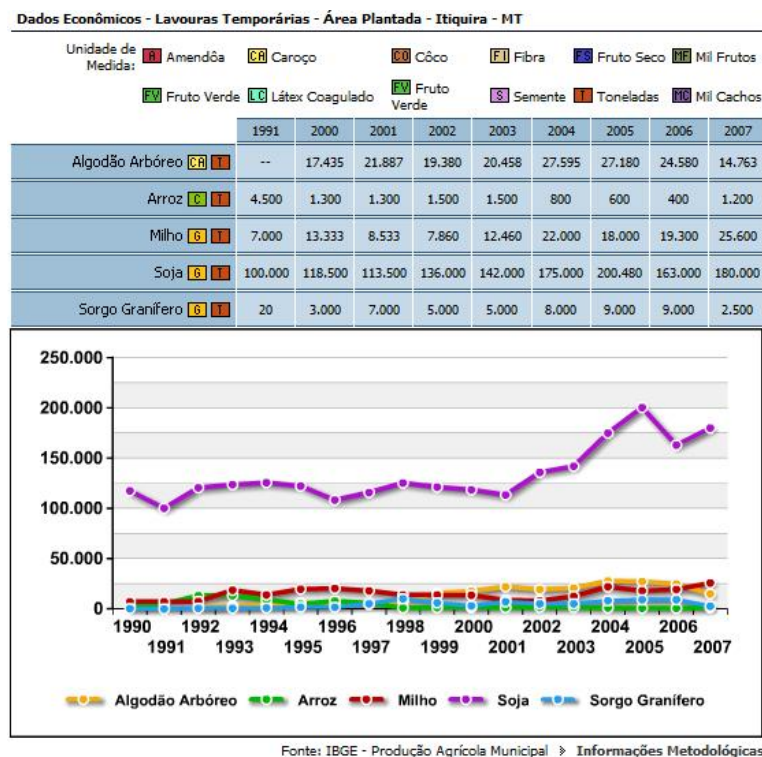 Dados Econômicos - Lavouras Temporárias - Área Plantada - Itiquira - MT
Unidade de Medida: A Amendôa CA Caroço CO Côco FI Fibra FS Fruto Seco MF Mil Frutos
FV Fruto Verde LC Látex Coagulado FV Fruto Verde S Semente T Toneladas MC Mil Cachos
1991 2000 2001 2002 2003 2004 2005 2006 2007
Algodão Arbóreo CA T -- 17.435 21.887 19.380 20.458 27.595 27.180 24.580 14.763
Arroz C T 4.500 1.300 1.300 1.500 1.500 800 600 400 1.200
Milho G T 7.000 13.333 8.533 7.860 12.460 22.000 18.000 19.300 25.600
Soja G T 100.000 118.500 113.500 136.000 142.000 175.000 200.480 163.000 180.000
Sorgo Granífero G T 20 3.000 7.000 5.000 5.000 8.000 9.000 9.000 2.500
250.000
200.000
150.000
100.000
50.000
0
1990 1992 1994 1996 1998 2000 2002 2004 2006
1991 1993 1995 1997 1999 2001 2003 2005 2007
Algodão Arbóreo Arroz Milho Soja Sorgo Granífero
Fonte: IBGE - Produção Agrícola Municipal Informações Metodológicas